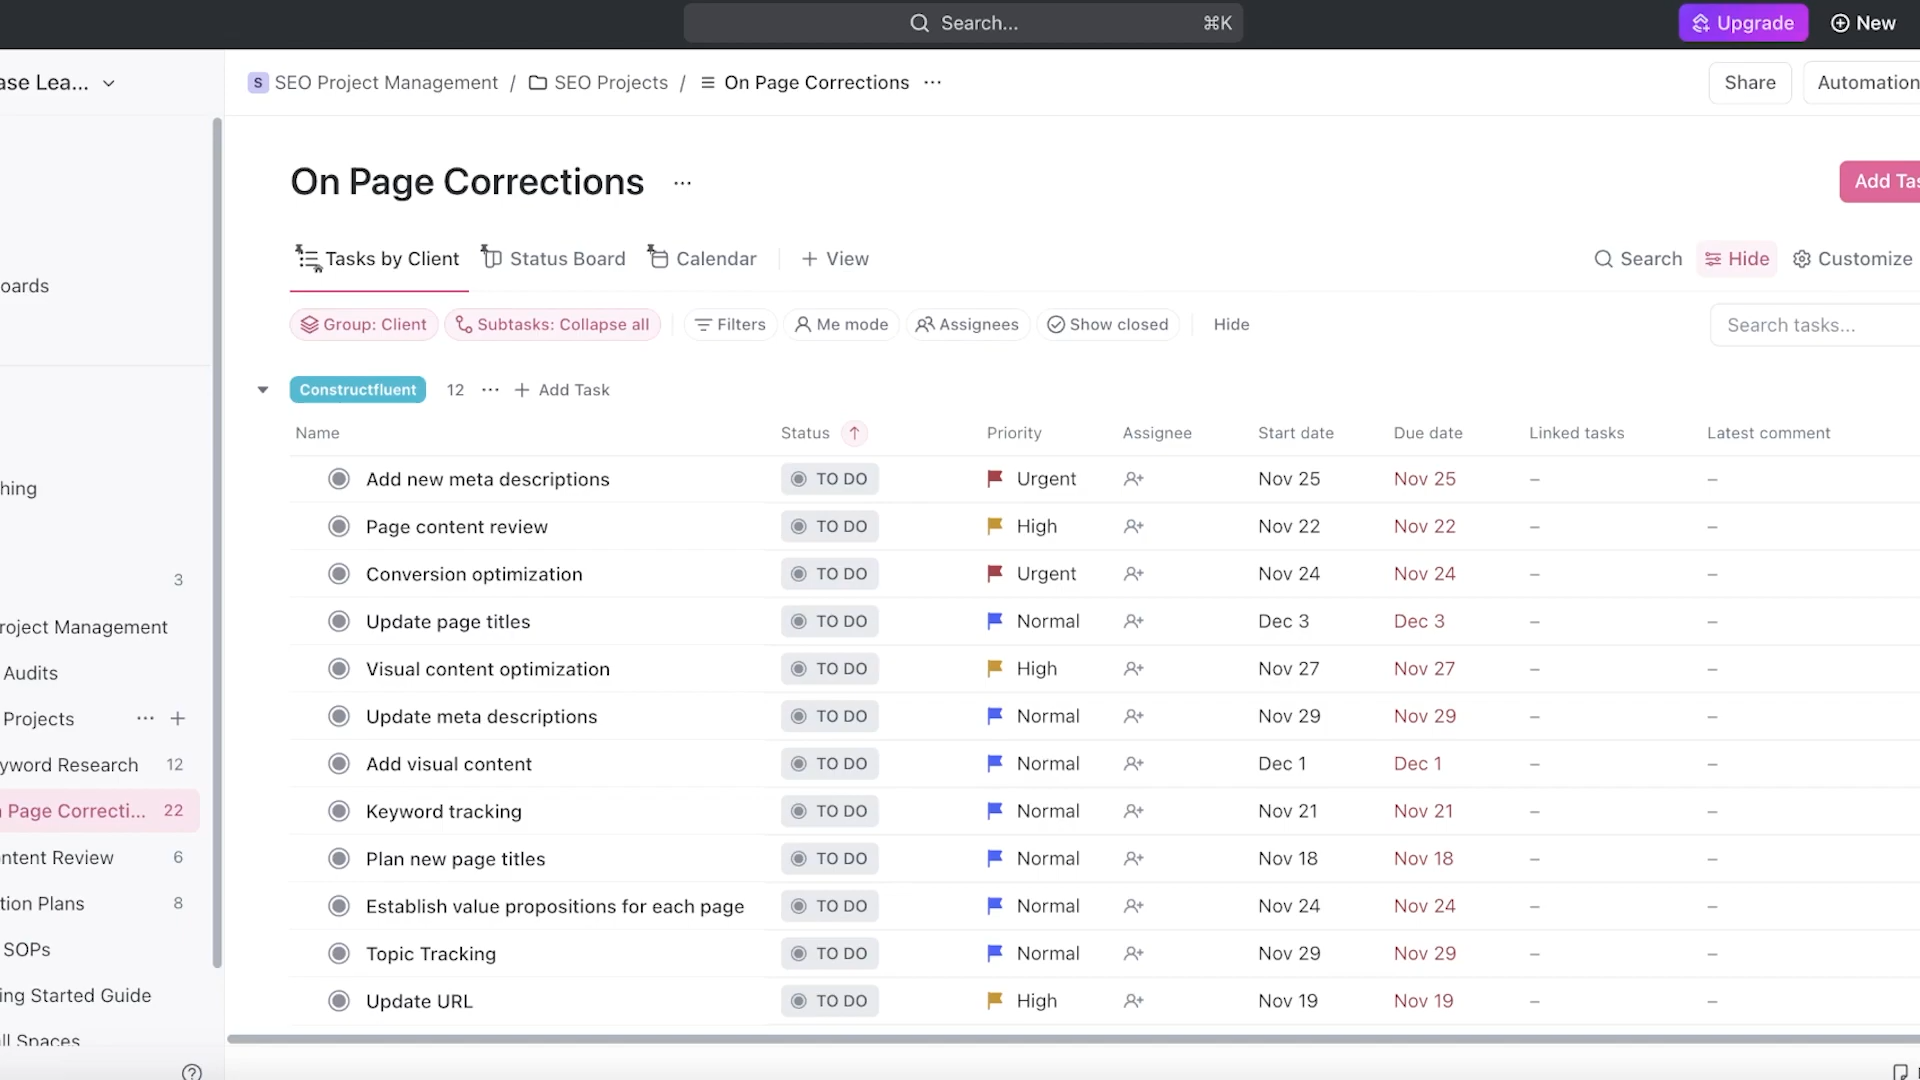 Search... ⌘K Upgrade New
ase Lea...
S SEO Project Management / SEO Projects / On Page Corrections ...
Share Automation
On Page Corrections ...
Add Tas
Tasks by Client Status Board Calendar + View
Search Hide Customize
oards
Group: Client Subtasks: Collapse all Filters Me mode Assignees Show closed Hide
Search tasks...
Constructfluent 12 ... + Add Task
Name Status Priority Assignee Start date Due date Linked tasks Latest comment
Add new meta descriptions TO DO Urgent Nov 25 Nov 25 – –
hing
Page content review TO DO High Nov 22 Nov 22 – –
Conversion optimization TO DO Urgent Nov 24 Nov 24 – –
3
Update page titles TO DO Normal Dec 3 Dec 3 – –
roject Management
Visual content optimization TO DO High Nov 27 Nov 27 – –
Audits
Update meta descriptions TO DO Normal Nov 29 Nov 29 – –
Projects ... +
Add visual content TO DO Normal Dec 1 Dec 1 – –
yword Research 12
Keyword tracking TO DO Normal Nov 21 Nov 21 – –
n Page Correcti... 22
Plan new page titles TO DO Normal Nov 18 Nov 18 – –
ntent Review 6
Establish value propositions for each page TO DO Normal Nov 24 Nov 24 – –
tion Plans 8
Topic Tracking TO DO Normal Nov 29 Nov 29 – –
SOPs
Update URL TO DO High Nov 19 Nov 19 – –
ing Started Guide
ll Spaces
?